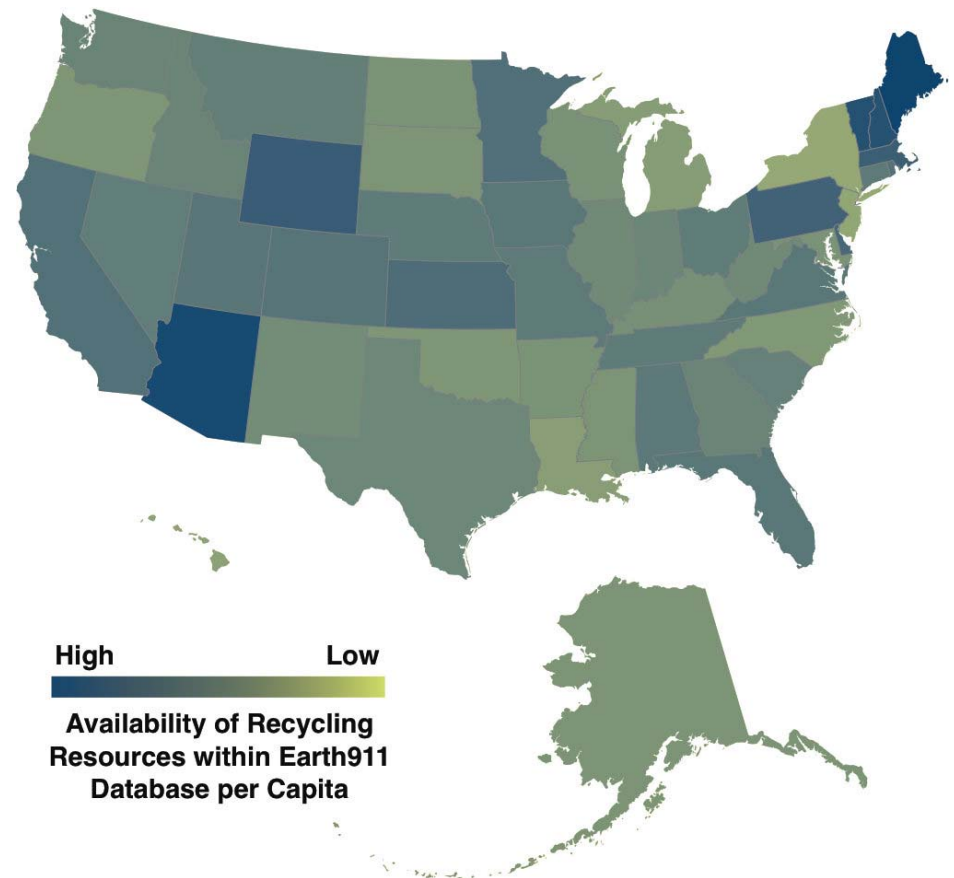 High Low
Availability of Recycling
Resources within Earth911
Database per Capita